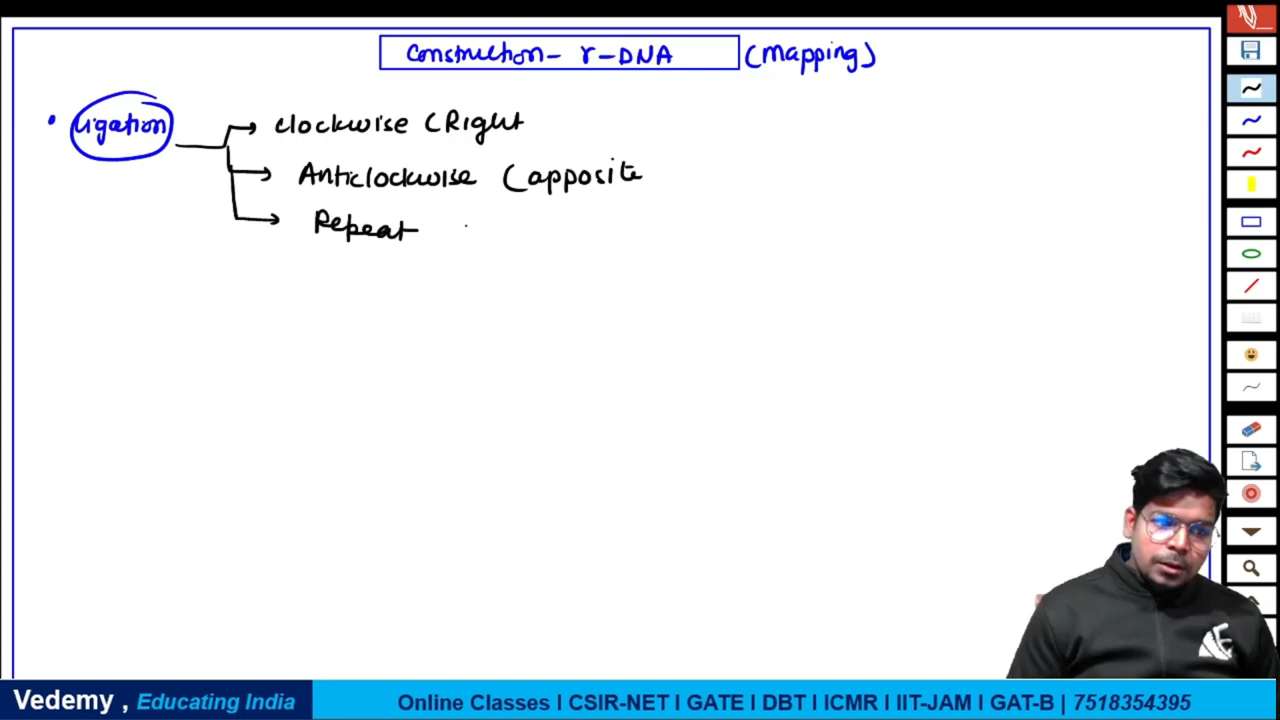 Construction - r-DNA (Mapping)
• Ligation
Clockwise (Right
Anticlockwise (apposite
Repeat
Vedemy , Educating India
Online Classes I CSIR-NET I GATE I DBT I ICMR I IIT-JAM I GAT-B | 7518354395